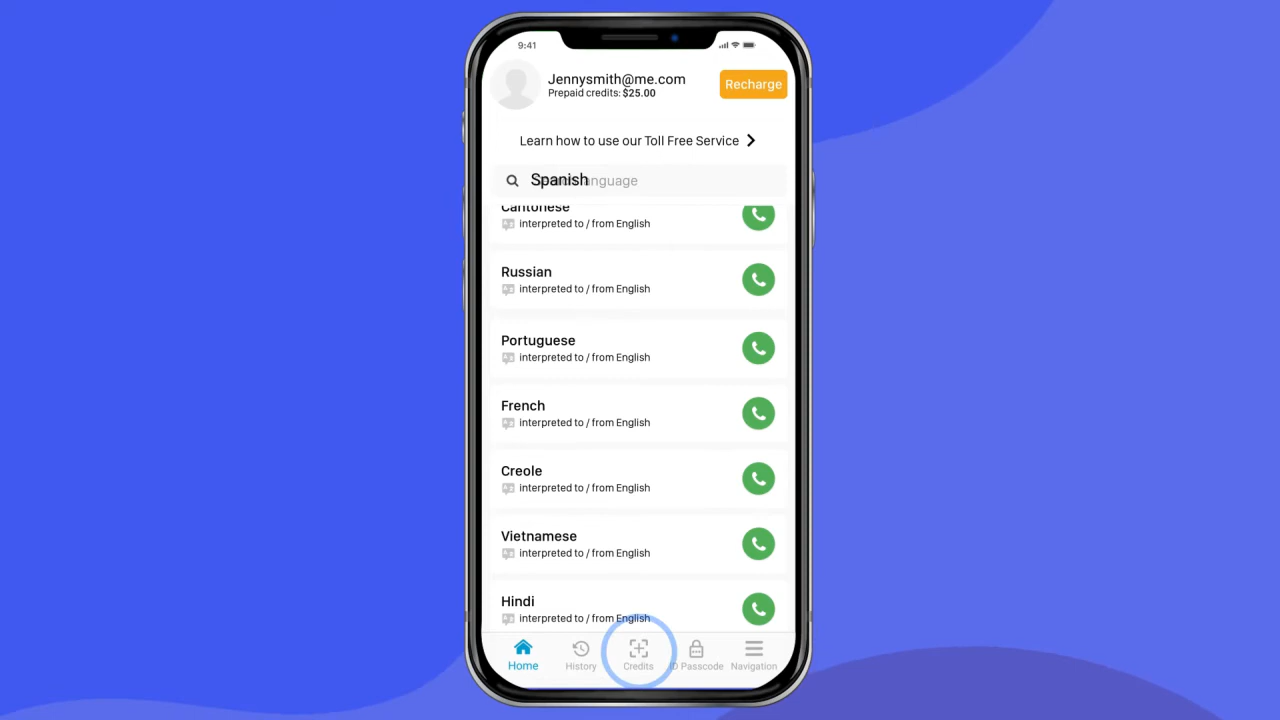 9:41
Jennysmith@me.com
Prepaid credits: $25.00
Recharge
Learn how to use our Toll Free Service
Spanish
language
Cantonese
interpreted to / from English
Russian
interpreted to / from English
Portuguese
interpreted to / from English
French
interpreted to / from English
Creole
interpreted to / from English
Vietnamese
interpreted to / from English
Hindi
interpreted to / from English
Home
History
Credits
ID Passcode
Navigation